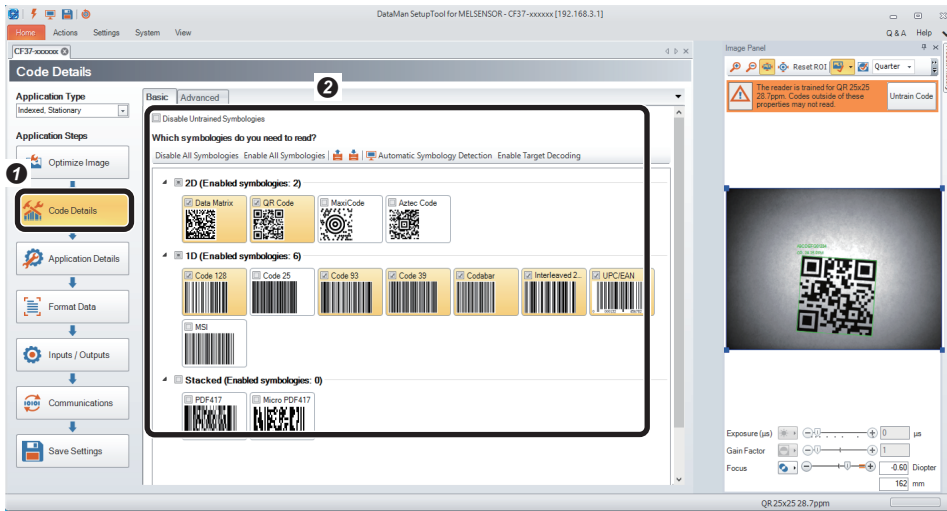 DataMan SetupTool for MELSENSOR - CF37-xxxxxx [192.168.3.1]
Home Actions Settings System View Q & A Help
CF37-xxxxxx
Image Panel
Code Details
Reset ROI Quarter
The reader is trained for QR 25x25
28.7ppm. Codes outside of these
properties may not read.
Untrain Code
Application Type
Indexed, Stationary
Application Steps
1
Optimize Image
Code Details
Application Details
Format Data
Inputs / Outputs
Communications
Save Settings
2
Basic Advanced
Disable Untrained Symbologies
Which symbologies do you need to read?
Disable All Symbologies Enable All Symbologies Automatic Symbology Detection Enable Target Decoding
2D (Enabled symbologies: 2)
Data Matrix QR Code MaxiCode Aztec Code
1D (Enabled symbologies: 6)
Code 128 Code 25 Code 93 Code 39 Codabar Interleaved 2... UPC/EAN
MSI
Stacked (Enabled symbologies: 0)
PDF417 Micro PDF417
Exposure (µs) 0 µs
Gain Factor 1
Focus -0.60 Diopter
162 mm
QR 25x25 28.7ppm